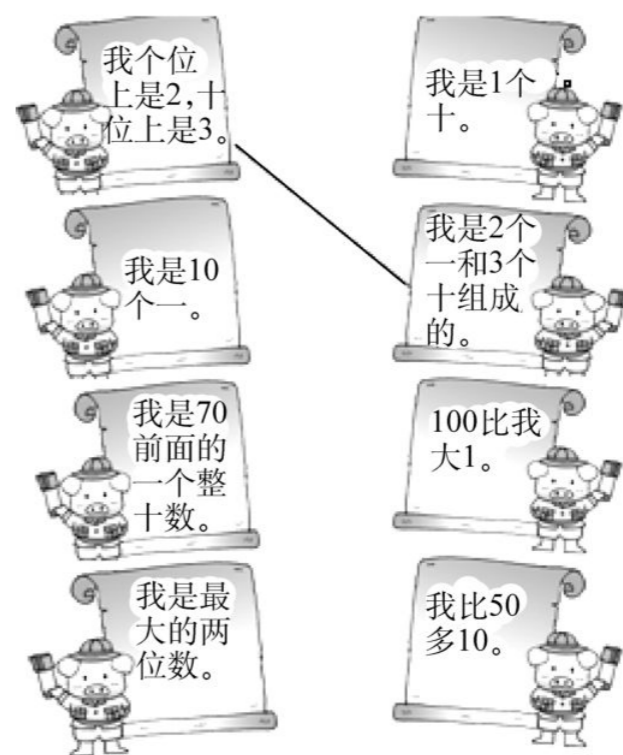 我个位
上是2,十
位上是3。
我是1个
十。
我是10
个一。
我是2个
一和3个
十组成
的。
我是70
前面的
一个整
十数。
100比我
大1。
我是最
大的两
位数。
我比50
多10。